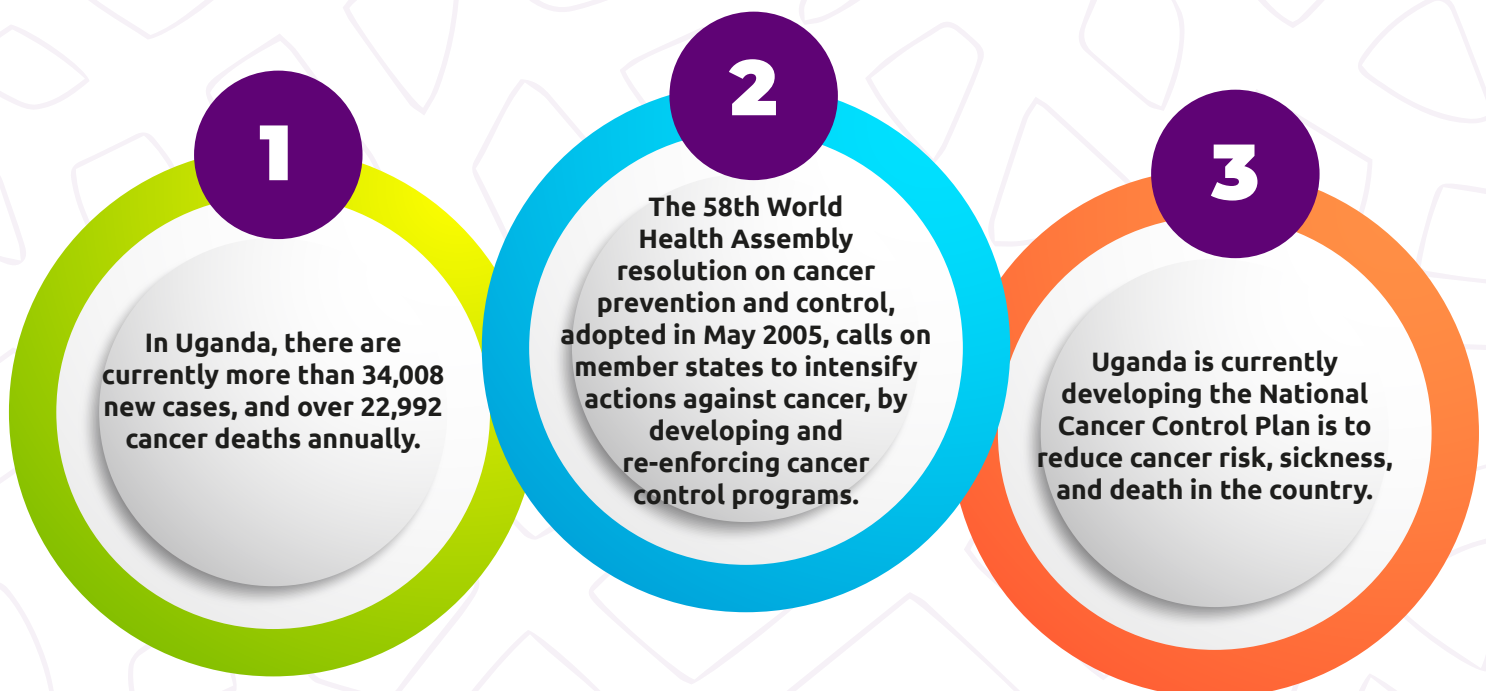 1
In Uganda, there are
currently more than 34,008
new cases, and over 22,992
cancer deaths annually.
2
The 58th World
Health Assembly
resolution on cancer
prevention and control,
adopted in May 2005, calls on
member states to intensify
actions against cancer, by
developing and
re-enforcing cancer
control programs.
3
Uganda is currently
developing the National
Cancer Control Plan is to
reduce cancer risk, sickness,
and death in the country.